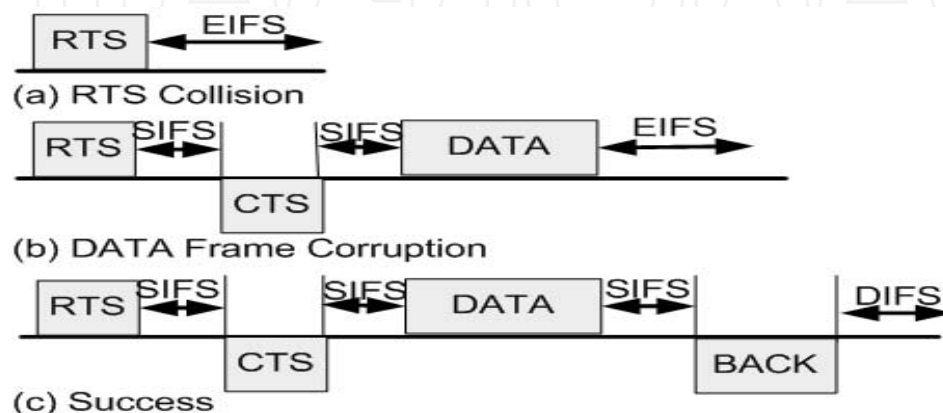 EIFS
RTS
(a) RTS Collision
SIFS SIFS EIFS
RTS DATA
CTS
(b) DATA Frame Corruption
SIFS SIFS SIFS DIFS
RTS DATA
CTS BACK
(c) Success